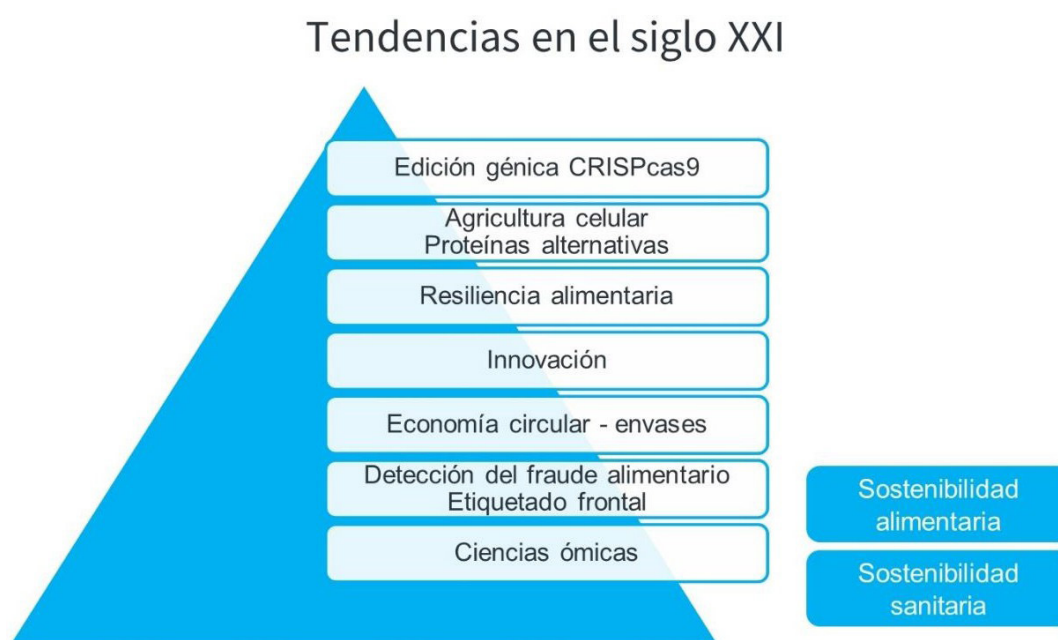 Tendencias en el siglo XXI
Edición génica CRISPcas9
Agricultura celular
Proteínas alternativas
Resiliencia alimentaria
Innovación
Economía circular - envases
Detección del fraude alimentario
Etiquetado frontal
Ciencias ómicas
Sostenibilidad
alimentaria
Sostenibilidad
sanitaria